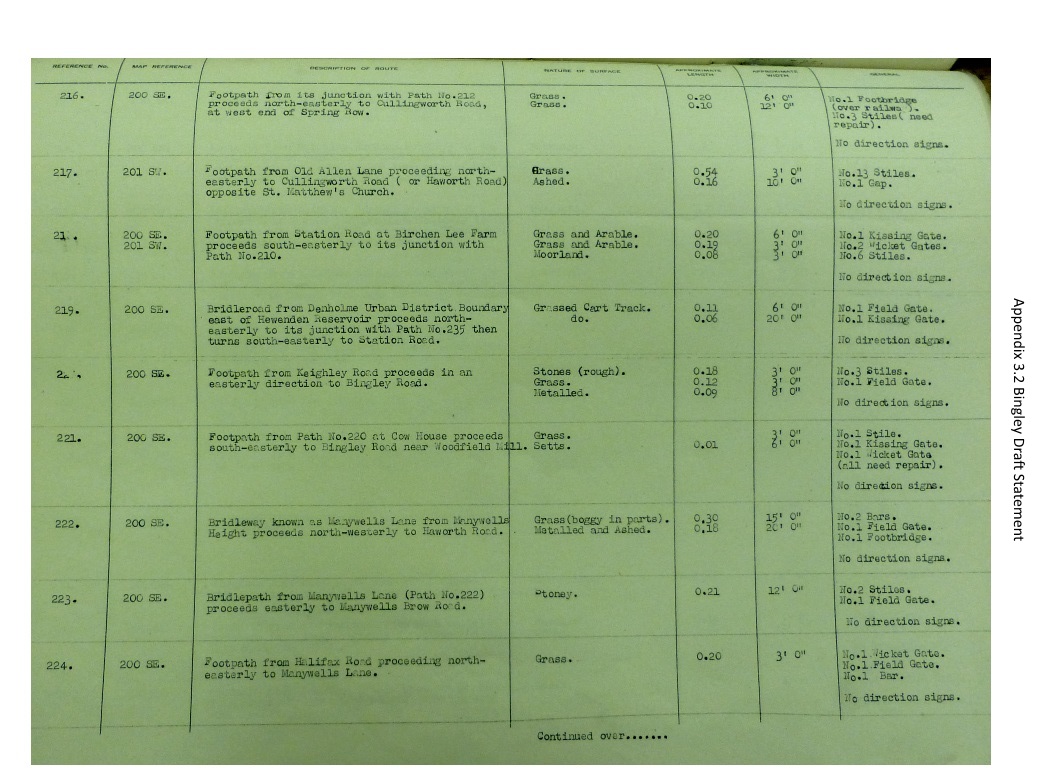 REFERENCE No. MAP REFERENCE DESCRIPTION OF ROUTE NATURE OF SURFACE APPROXIMATE LENGTH APPROXIMATE WIDTH GENERAL
216. 200 SE. Footpath from its junction with Path No.212 Grass. 0.20 6' 0" No.1 Footbridge
proceeds north-easterly to Cullingworth Road, Grass. 0.10 12' 0" (over railwa ).
at west end of Spring Row. No.3 Stiles( need
repair).
No direction signs.
217. 201 SW. Footpath from Old Allen Lane proceeding north- Grass. 0.54 3' 0" No.13 Stiles.
easterly to Cullingworth Road ( or Haworth Road) Ashed. 0.16 10' 0" No.1 Gap.
opposite St. Matthew's Church.
No direction signs.
21 . 200 SE. Footpath from Station Road at Birchen Lee Farm Grass and Arable. 0.20 6' 0" No.1 Kissing Gate.
201 SW. proceeds south-easterly to its junction with Grass and Arable. 0.19 3' 0" No.2 Wicket Gates.
Path No.210. Moorland. 0.08 3' 0" No.6 Stiles.
No direction signs.
219. 200 SE. Bridleroad from Denholme Urban District Boundary Grassed Cart Track. 0.11 6' 0" No.1 Field Gate.
east of Hewenden Reservoir proceeds north- do. 0.06 20' 0" No.1 Kissing Gate.
easterly to its junction with Path No.235 then
turns south-easterly to Station Road. No direction signs.
2 . 200 SE. Footpath from Keighley Road proceeds in an Stones (rough). 0.18 3' 0" No.3 Stiles.
easterly direction to Bingley Road. Grass. 0.12 3' 0" No.1 Field Gate.
Metalled. 0.09 8' 0"
No direction signs.
221. 200 SE. Footpath from Path No.220 at Cow House proceeds Grass. 3' 0" No.1 Stile.
south-easterly to Bingley Road near Woodfield Mill. Setts. 0.01 6' 0" No.1 Kissing Gate.
No.1 Wicket Gate
(all need repair).
No direction signs.
222. 200 SE. Bridleway known as Manywells Lane from Manywells Grass(boggy in parts). 0.30 15' 0" No.2 Bars.
Height proceeds north-westerly to Haworth Road. Metalled and Ashed. 0.18 20' 0" No.1 Field Gate.
No.1 Footbridge.
No direction signs.
223. 200 SE. Bridlepath from Manywells Lane (Path No.222) Stoney. 0.21 12' 0" No.2 Stiles.
proceeds easterly to Manywells Brow Road. No.1 Field Gate.
No direction signs.
224. 200 SE. Footpath from Halifax Road proceeding north- Grass. 0.20 3' 0" No.1 Wicket Gate.
easterly to Manywells Lane. No.1 Field Gate.
No.1 Bar.
No direction signs.
Continued over.......
Appendix 3.2 Bingley Draft Statement